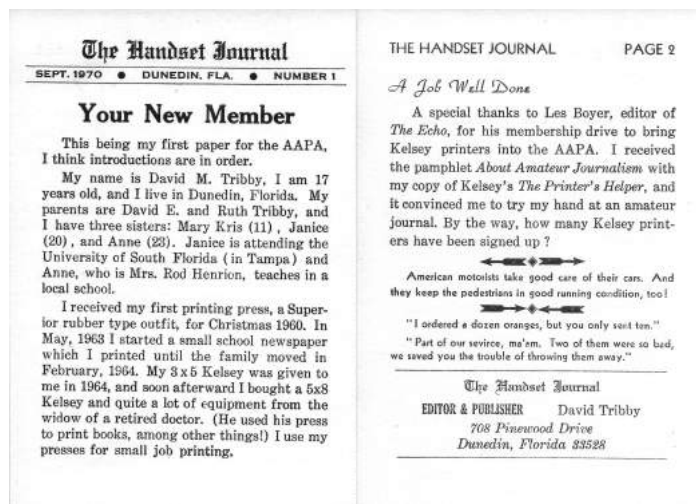 The Handset Journal
SEPT. 1970 ● DUNEDIN, FLA. ● NUMBER 1
Your New Member
This being my first paper for the AAPA,
I think introductions are in order.
My name is David M. Tribby, I am 17
years old, and I live in Dunedin, Florida. My
parents are David E. and Ruth Tribby, and
I have three sisters: Mary Kris (11) , Janice
(20) , and Anne (23). Janice is attending the
University of South Florida (in Tampa) and
Anne, who is Mrs. Rod Henrion, teaches in a
local school.
I received my first printing press, a Super-
ior rubber type outfit, for Christmas 1960. In
May, 1963 I started a small school newspaper
which I printed until the family moved in
February, 1964. My 3x5 Kelsey was given to
me in 1964, and soon afterward I bought a 5x8
Kelsey and quite a lot of equipment from the
widow of a retired doctor. (He used his press
to print books, among other things!) I use my
presses for small job printing.
THE HANDSET JOURNAL PAGE 2
A Job Well Done
A special thanks to Les Boyer, editor of
The Echo, for his membership drive to bring
Kelsey printers into the AAPA. I received
the pamphlet About Amateur Journalism with
my copy of Kelsey's The Printer's Helper, and
it convinced me to try my hand at an amateur
journal. By the way, how many Kelsey print-
ers have been signed up ?
American motorists take good care of their cars. And
they keep the pedestrians in good running condition, too!
"I ordered a dozen oranges, but you only sent ten."
"Part of our sevirce, ma'em. Two of them were so bad,
we saved you the trouble of throwing them away."
The Handset Journal
EDITOR & PUBLISHER David Tribby
708 Pinewood Drive
Dunedin, Florida 33528